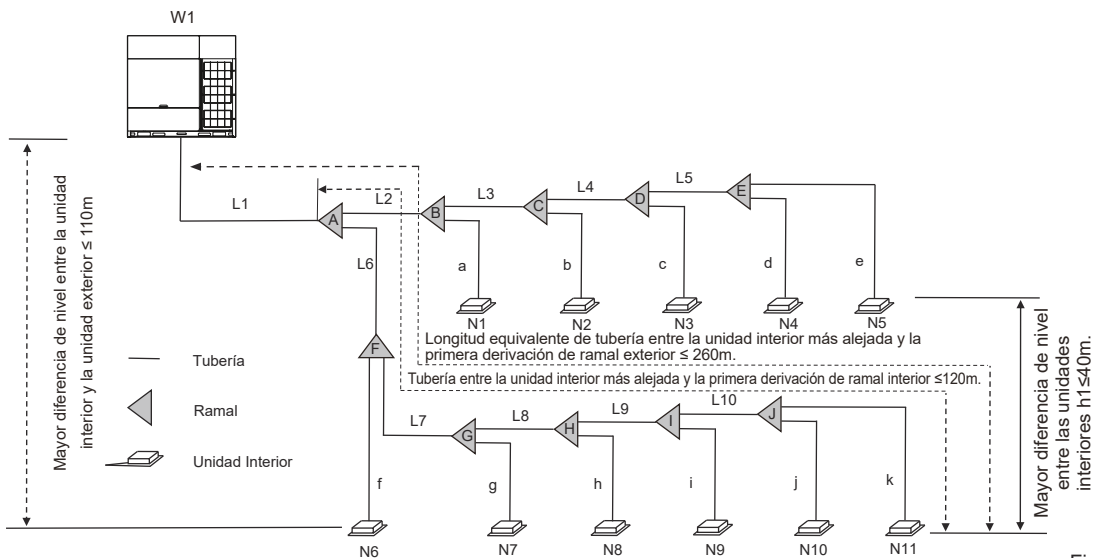 W1
Mayor diferencia de nivel entre la unidad
interior y la unidad exterior ≤ 110m
L1
L2
L3
L4
L5
A
B
C
D
E
L6
a
b
c
d
e
N1
N2
N3
N4
N5
F
Longitud equivalente de tubería entre la unidad interior más alejada y la
primera derivación de ramal exterior ≤ 260m.
Tubería entre la unidad interior más alejada y la primera derivación de ramal interior ≤120m.
Tubería
Ramal
Unidad Interior
L7
L8
L9
L10
G
H
I
J
f
g
h
i
j
k
N6
N7
N8
N9
N10
N11
Mayor diferencia de nivel
entre las unidades
interiores h1≤40m.